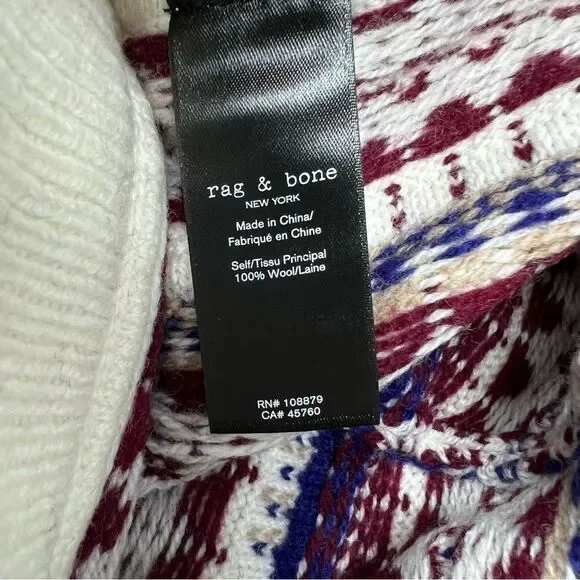 rag & bone
NEW YORK
Made in China/
Fabriqué en Chine
Self/Tissu Principal
100% Wool/Laine
RN# 108879
CA# 45760